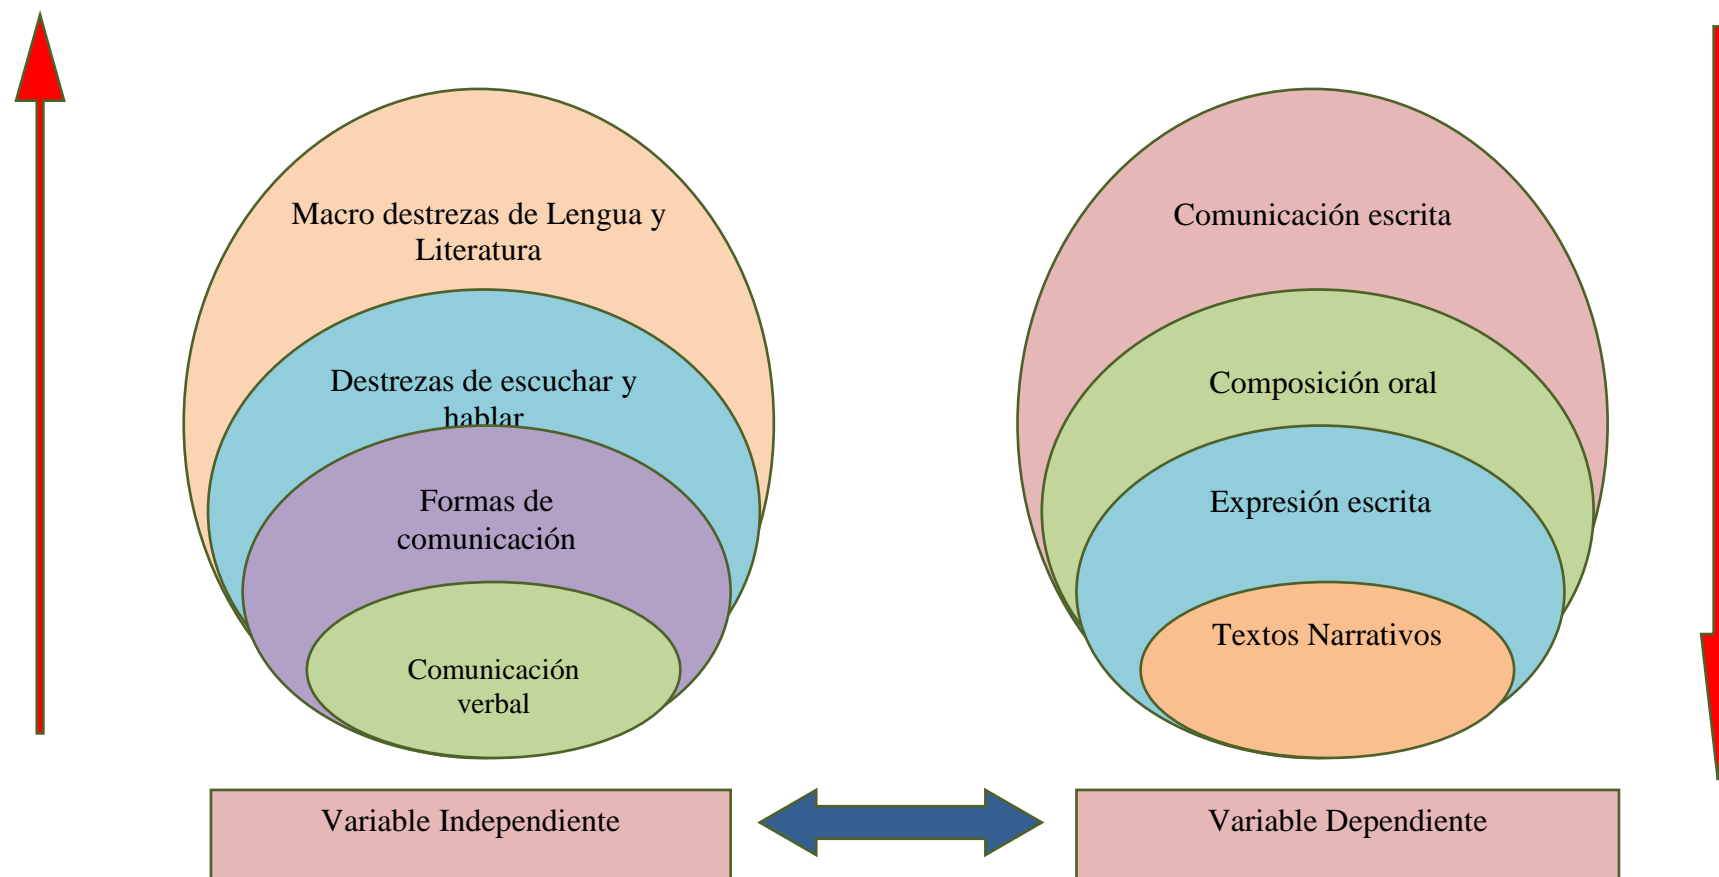 Macro destrezas de Lengua y
Literatura
Destrezas de escuchar y
hablar
Formas de
comunicación
Comunicación
verbal
Variable Independiente
Comunicación escrita
Composición oral
Expresión escrita
Textos Narrativos
Variable Dependiente